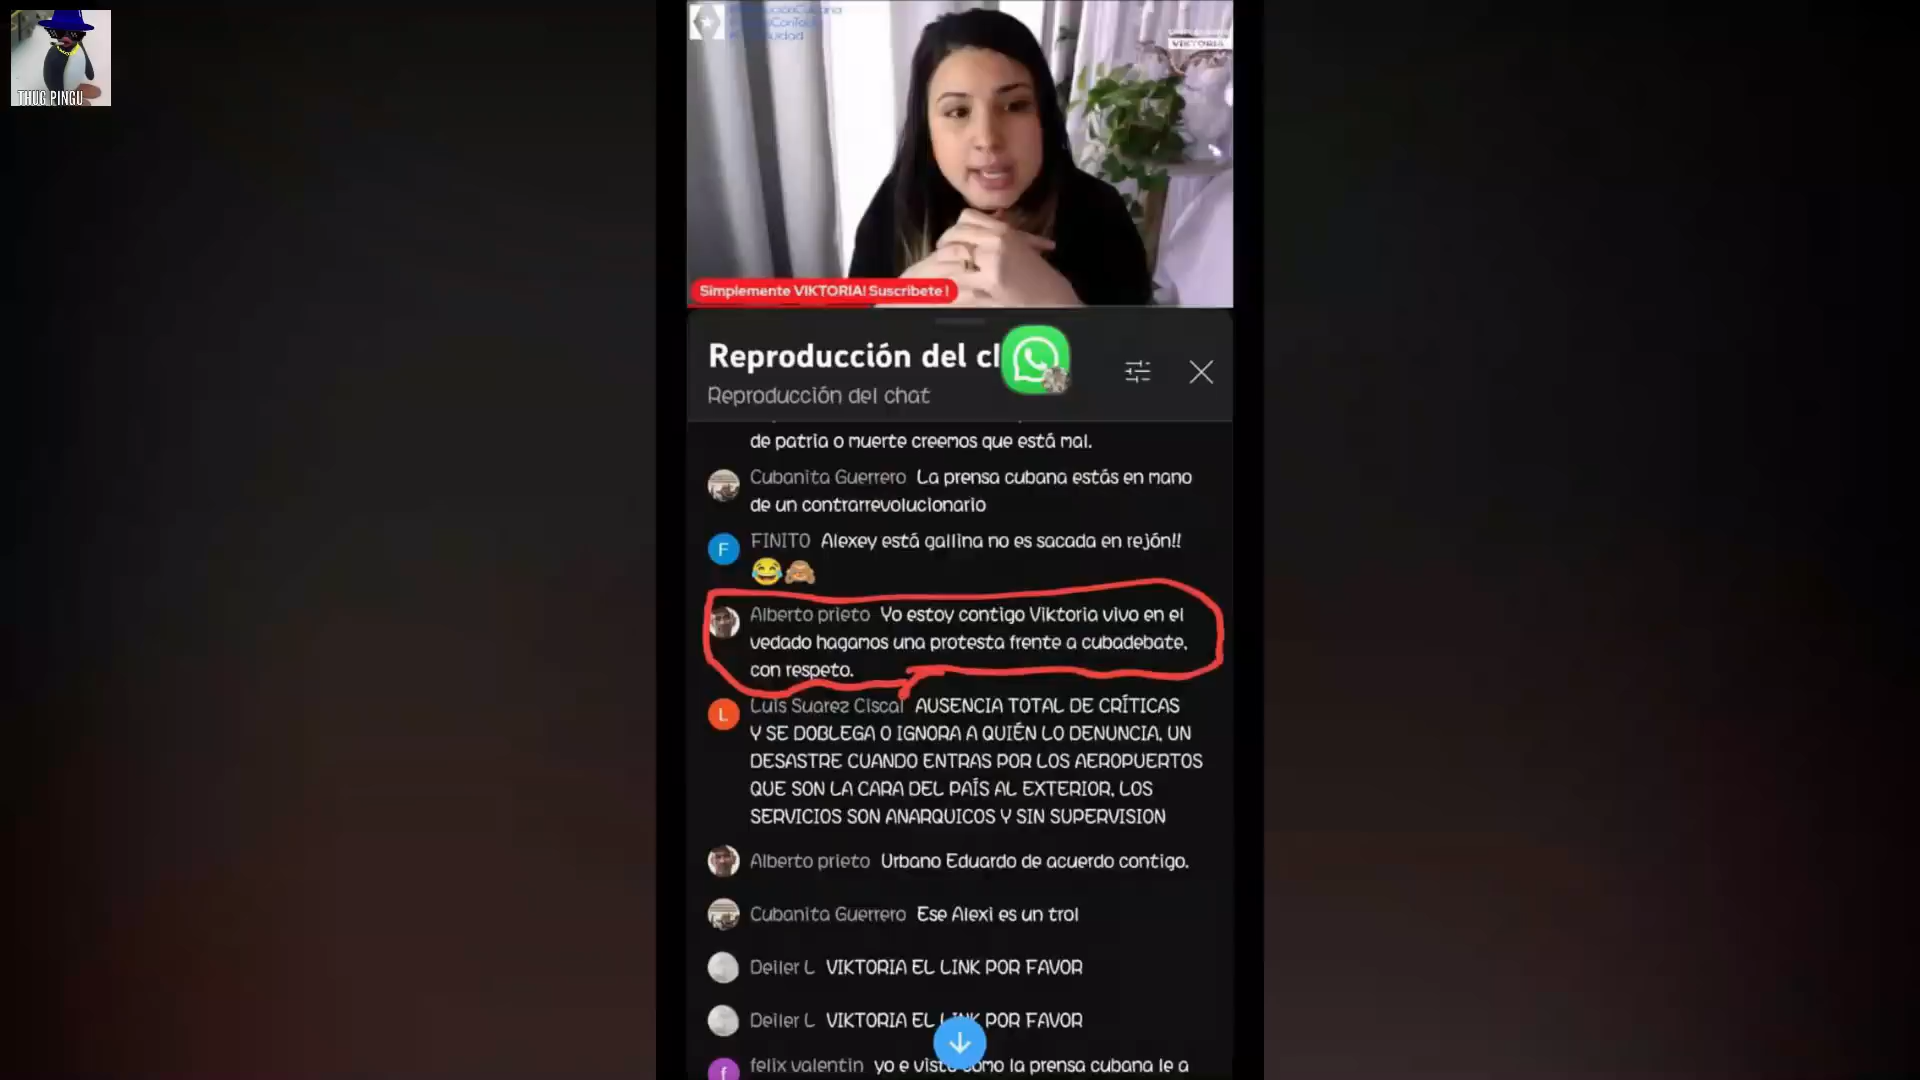 THUG PINGU
VIKTORIA
Simplemente VIKTORIA! Suscribete !
Reproducción del
Reproducción del chat
de patria o muerte creemos que está mal.
Cubanita Guerrero La prensa cubana estás en mano
de un contrarrevolucionario
F FINITO Alexey está gallina no es sacada en rejón!!
😂🙈
Alberto prieto Yo estoy contigo Viktoria vivo en el
vedado hagamos una protesta frente a cubadebate,
con respeto.
L Luis Suarez Ciscal AUSENCIA TOTAL DE CRÍTICAS
Y SE DOBLEGA O IGNORA A QUIÉN LO DENUNCIA, UN
DESASTRE CUANDO ENTRAS POR LOS AEROPUERTOS
QUE SON LA CARA DEL PAÍS AL EXTERIOR, LOS
SERVICIOS SON ANARQUICOS Y SIN SUPERVISION
Alberto prieto Urbano Eduardo de acuerdo contigo.
Cubanita Guerrero Ese Alexi es un trol
Deiler L VIKTORIA EL LINK POR FAVOR
Deiler L VIKTORIA EL LINK POR FAVOR
f felix valentin yo e visto como la prensa cubana le a